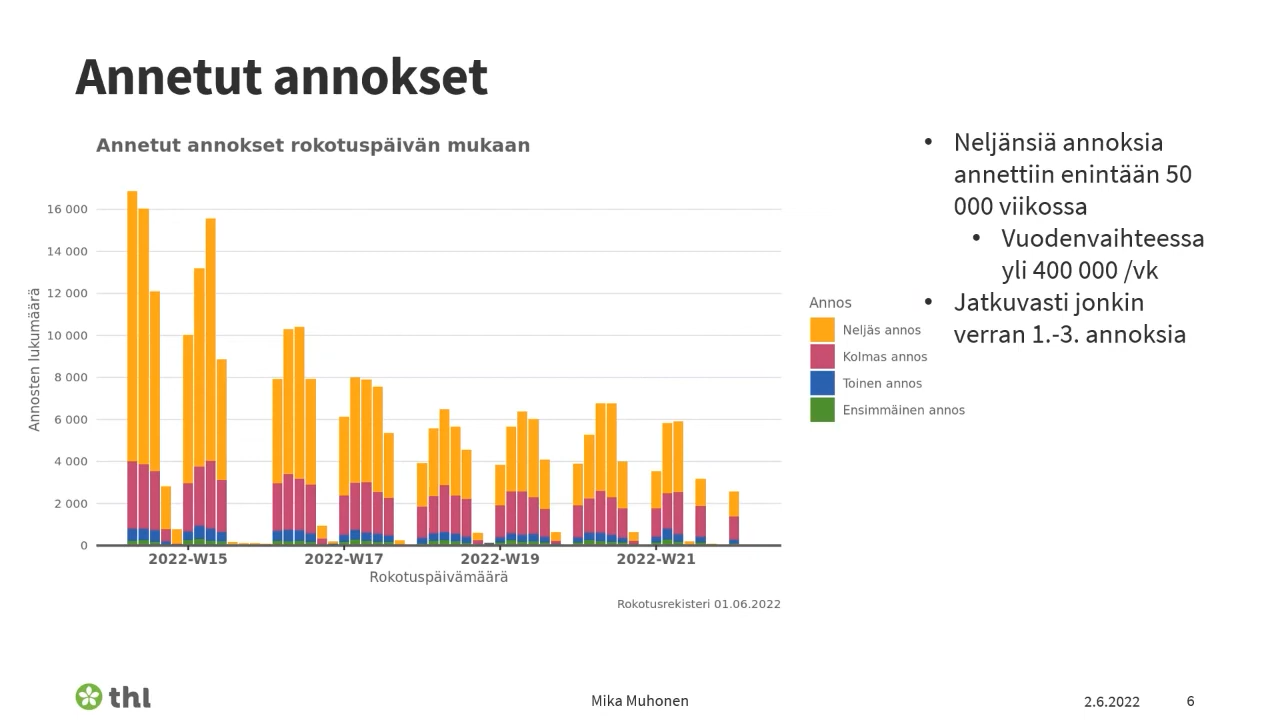 Annetut annokset
Annetut annokset rokotuspäivän mukaan
Annosten lukumäärä
16 000
14 000
12 000
10 000
8 000
6 000
4 000
2 000
0
2022-W15
2022-W17
2022-W19
2022-W21
Rokotuspäivämäärä
Rokotusrekisteri 01.06.2022
Annos
Neljäs annos
Kolmas annos
Toinen annos
Ensimmäinen annos
• Neljänsiä annoksia
annettiin enintään 50
000 viikossa
• Vuodenvaihteessa
yli 400 000 /vk
• Jatkuvasti jonkin
verran 1.-3. annoksia
thl
Mika Muhonen
2.6.2022
6